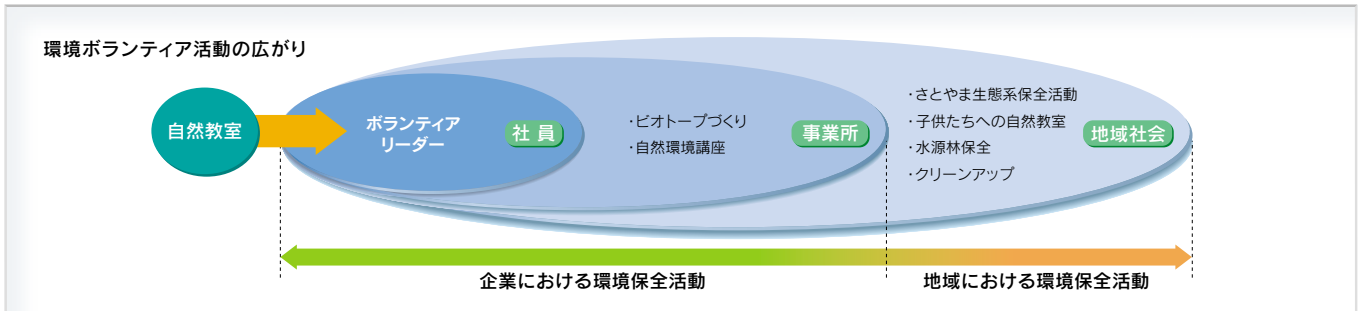 環境ボランティア活動の広がり
自然教室
ボランティア
リーダー
社員
・ビオトープづくり
・自然環境講座
事業所
・さとやま生態系保全活動
・子供たちへの自然教室
・水源林保全
・クリーンアップ
地域社会
企業における環境保全活動
地域における環境保全活動